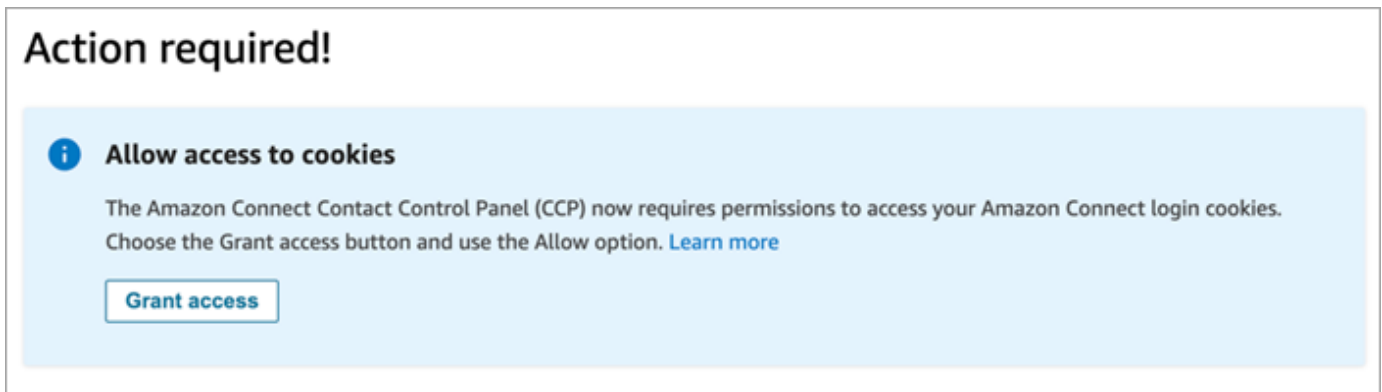 Action required!
Allow access to cookies
The Amazon Connect Contact Control Panel (CCP) now requires permissions to access your Amazon Connect login cookies.
Choose the Grant access button and use the Allow option. Learn more
Grant access